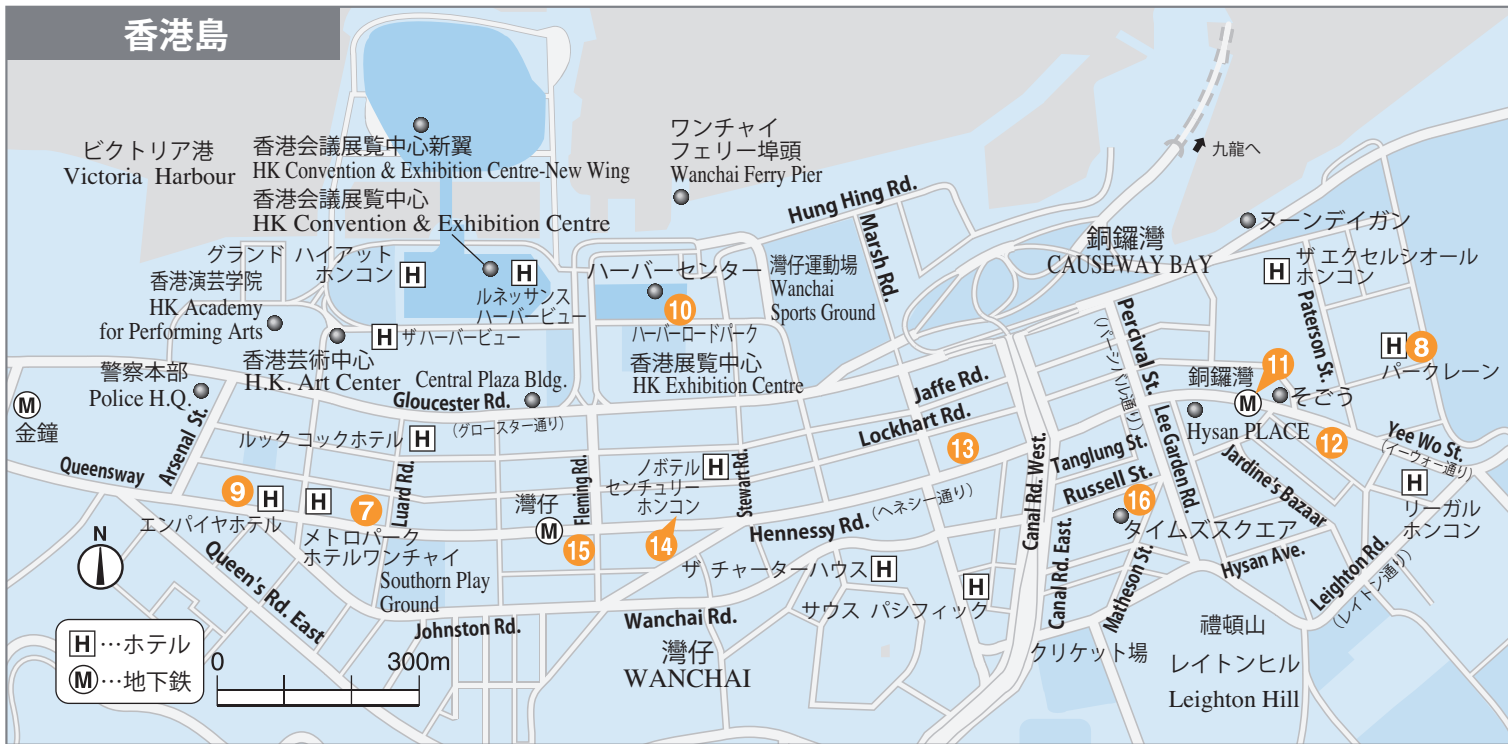 香港島
ビクトリア港
Victoria Harbour
香港会議展覧中心新翼
HK Convention & Exhibition Centre-New Wing
香港会議展覧中心
HK Convention & Exhibition Centre
ワンチャイ
フェリー埠頭
Wanchai Ferry Pier
九龍へ
Hung Hing Rd.
Marsh Rd.
銅鑼灣
CAUSEWAY BAY
ヌーンデイガン
H
ザ エクセルシオール
ホンコン
グランド ハイアット
ホンコン
H
H
ルネッサンス
ハーバービュー
ハーバーセンター
10
ハーバーロードパーク
灣仔運動場
Wanchai
Sports Ground
香港演芸学院
HK Academy
for Performing Arts
香港芸術中心
H.K. Art Center
H
ザハーバービュー
香港展覧中心
HK Exhibition Centre
Percival St.
(パーシバル通り)
Paterson St.
H
8
パークレーン
警察本部
Police H.Q.
M
金鐘
Arsenal St.
Central Plaza Bldg.
Gloucester Rd.
(グロースター通り)
Jaffe Rd.
Lockhart Rd.
銅鑼灣
M
11
そごう
Hysan PLACE
12
Yee Wo St.
(イーウォー通り)
ルック コックホテル
H
Queensway
9
H
エンパイヤホテル
H
メトロパーク
ホテルワンチャイ
7
Luard Rd.
灣仔
M
Fleming Rd.
15
ノボテル
センチュリー
ホンコン
H
Stewart Rd.
14
13
Hennessy Rd.
(ヘネシー通り)
Canal Rd. West.
Canal Rd. East.
Tanglung St.
Russell St.
Lee Garden Rd.
16
タイムズスクエア
Matheson St.
Jardine's Bazaar
Hysan Ave.
H
リーガル
ホンコン
Leighton Rd.
(レイトン通り)
N
Queen's Rd. East
Southorn Play
Ground
Johnston Rd.
Wanchai Rd.
ザ チャーターハウス
H
サウス パシフィック
H
灣仔
WANCHAI
クリケット場
禮頓山
レイトンヒル
Leighton Hill
H…ホテル
M…地下鉄
0
300m